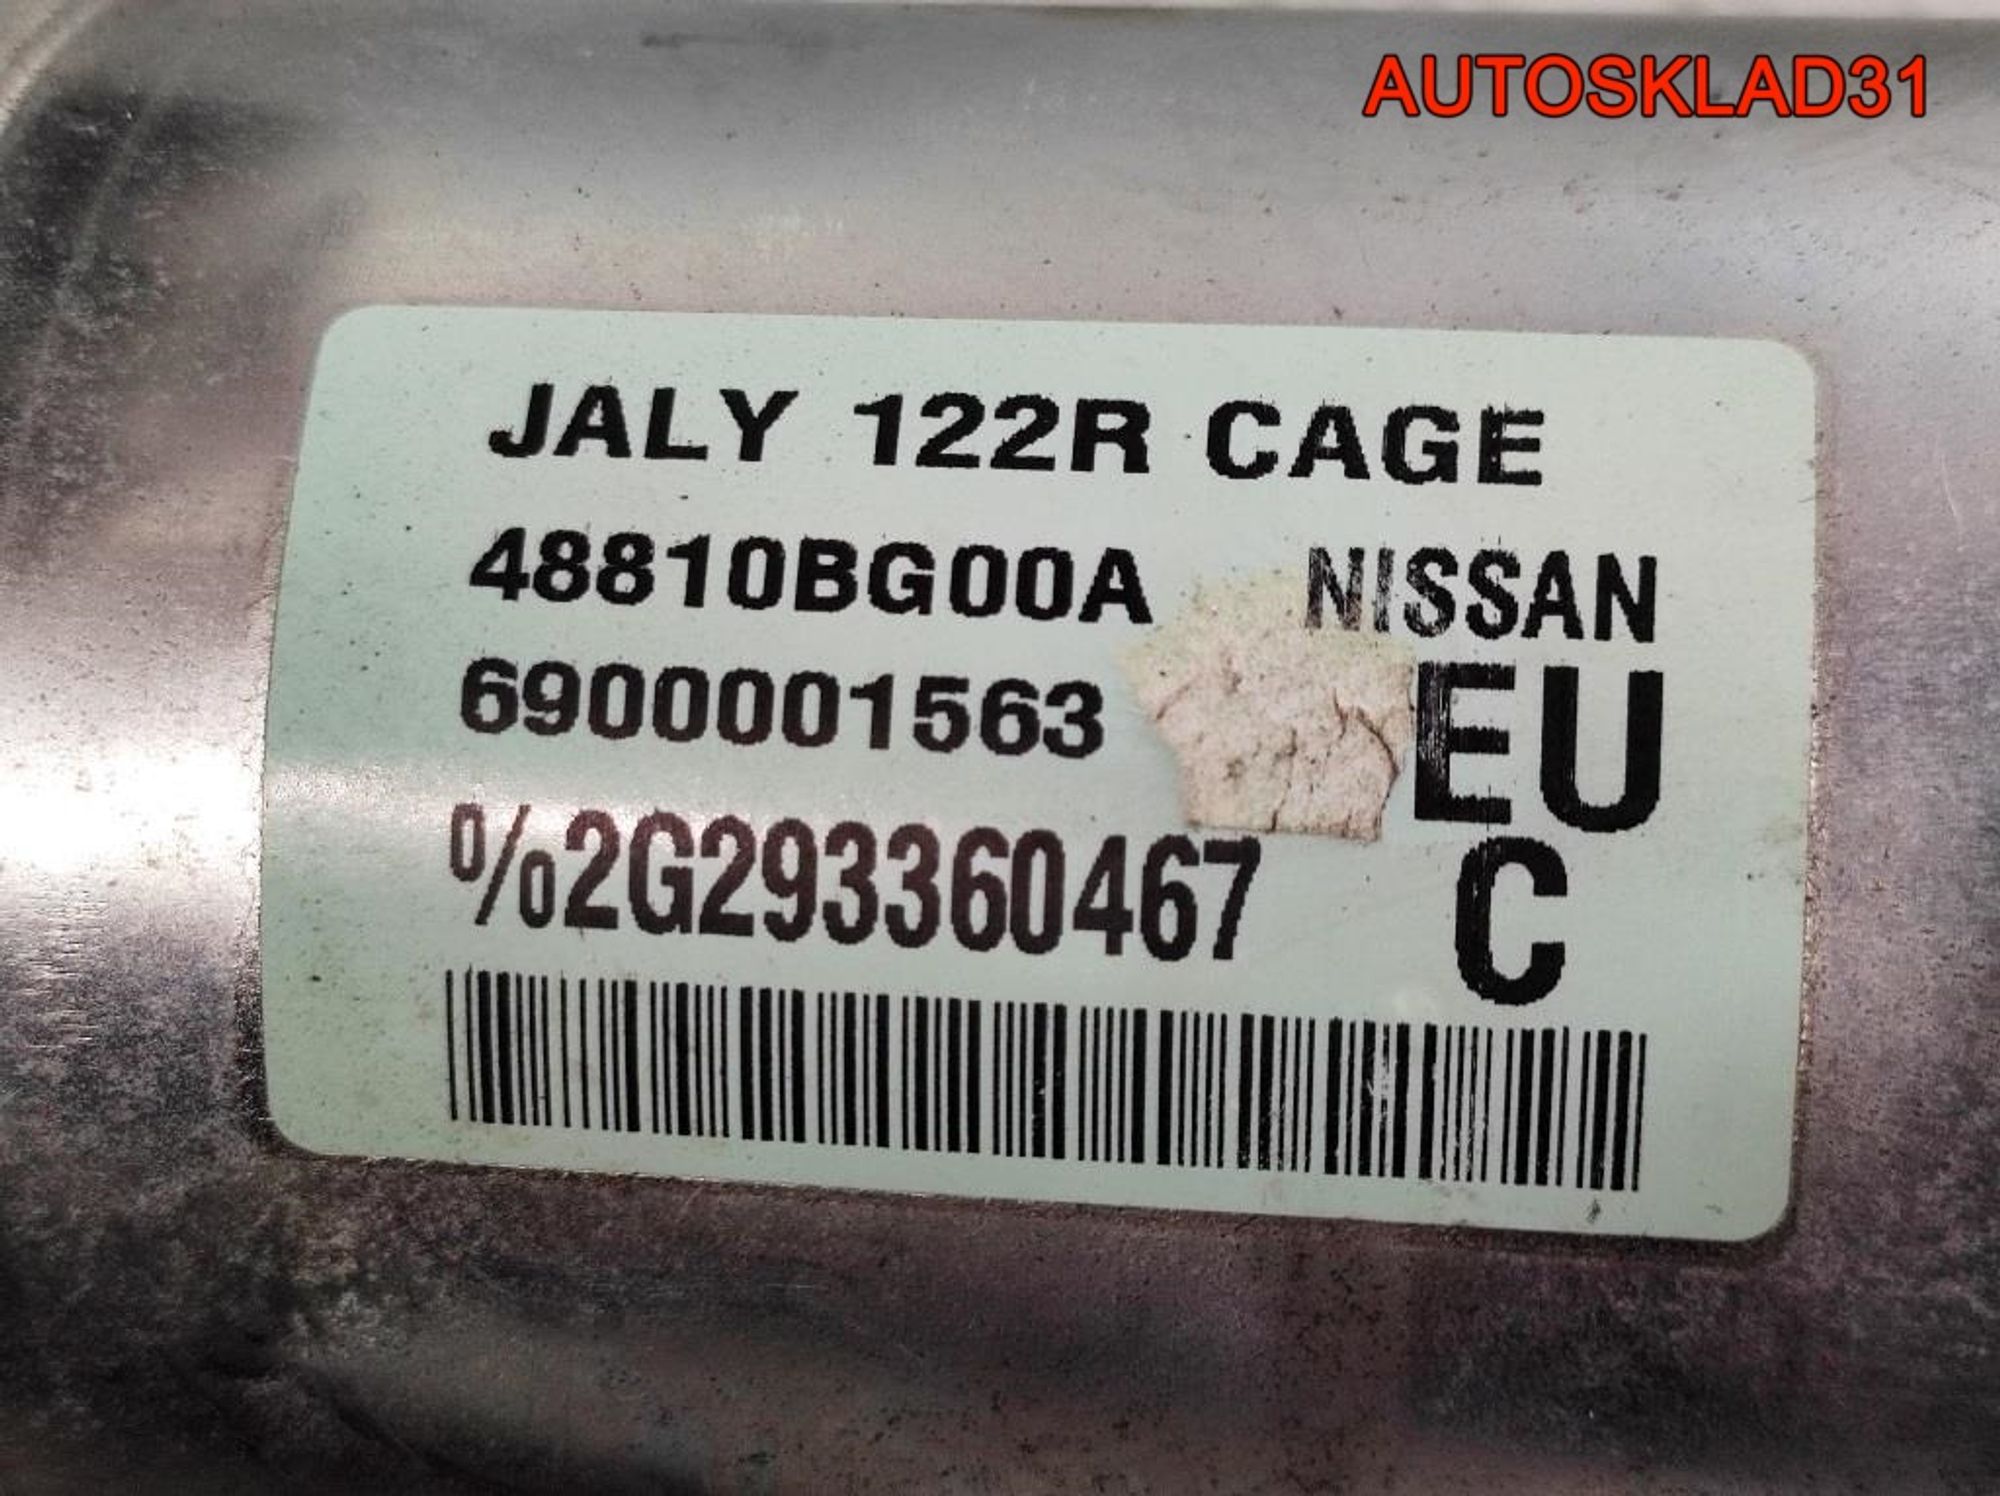 AUTOSKLAD31
JALY 122R CAGE
48810BG00A NISSAN
6900001563 EU
%2G293360467 C